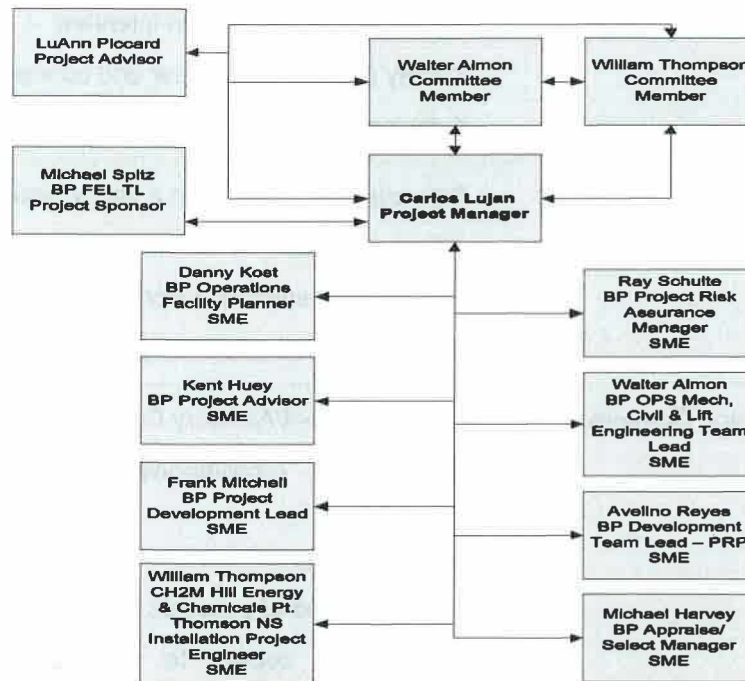 LuAnn Piccard
Project Advisor
Walter Almon
Committee
Member
William Thompson
Committee
Member
Michael Spitz
BP FEL TL
Project Sponsor
Carlos Lujan
Project Manager
Danny Kost
BP Operations
Facility Planner
SME
Ray Schulte
BP Project Risk
Assurance
Manager
SME
Kent Huey
BP Project Advisor
SME
Walter Almon
BP OPS Mech,
Civil & Lift
Engineering Team
Lead
SME
Frank Mitchell
BP Project
Development Lead
SME
Avelino Reyes
BP Development
Team Lead – PRP
SME
William Thompson
CH2M Hill Energy
& Chemicals Pt.
Thomson NS
Installation Project
Engineer
SME
Michael Harvey
BP Appraise/
Select Manager
SME